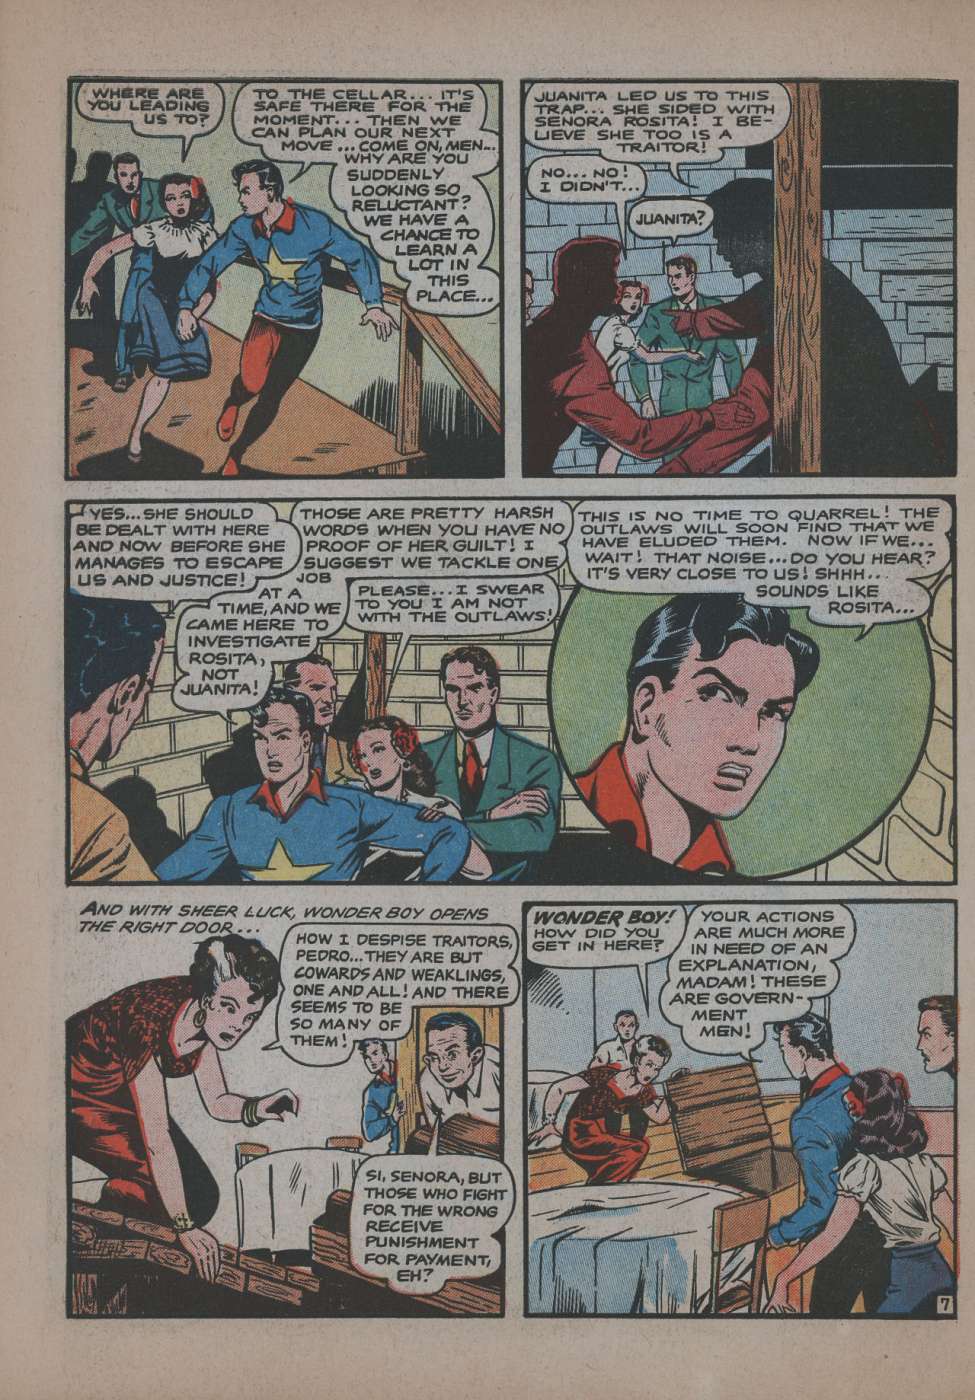 WHERE ARE
YOU LEADING
US TO?
TO THE CELLAR... IT'S
SAFE THERE FOR THE
MOMENT... THEN WE
CAN PLAN OUR NEXT
MOVE... COME ON, MEN...
WHY ARE YOU
SUDDENLY
LOOKING SO
RELUCTANT?
WE HAVE A
CHANCE TO
LEARN A
LOT IN
THIS
PLACE...
JUANITA LED US TO THIS
TRAP... SHE SIDED WITH
SENORA ROSITA! I BE-
LIEVE SHE TOO IS A
TRAITOR!
NO... NO!
I DIDN'T...
JUANITA?
YES... SHE SHOULD
BE DEALT WITH HERE
AND NOW BEFORE SHE
MANAGES TO ESCAPE
US AND JUSTICE!
THOSE ARE PRETTY HARSH
WORDS WHEN YOU HAVE NO
PROOF OF HER GUILT! I
SUGGEST WE TACKLE ONE
JOB
AT A
TIME, AND WE
CAME HERE TO
INVESTIGATE
ROSITA,
NOT
JUANITA!
PLEASE... I SWEAR
TO YOU I AM NOT
WITH THE OUTLAWS!
THIS IS NO TIME TO QUARREL! THE
OUTLAWS WILL SOON FIND THAT WE
HAVE ELUDED THEM. NOW IF WE...
WAIT! THAT NOISE... DO YOU HEAR?
IT'S VERY CLOSE TO US! SHHH...
SOUNDS LIKE
ROSITA...
AND WITH SHEER LUCK, WONDER BOY OPENS
THE RIGHT DOOR...
HOW I DESPISE TRAITORS,
PEDRO... THEY ARE BUT
COWARDS AND WEAKLINGS,
ONE AND ALL! AND THERE
SEEMS TO BE
SO MANY OF
THEM!
SI, SENORA, BUT
THOSE WHO FIGHT
FOR THE WRONG
RECEIVE
PUNISHMENT
FOR PAYMENT,
EH?
WONDER BOY!
HOW DID YOU
GET IN HERE?
YOUR ACTIONS
ARE MUCH MORE
IN NEED OF AN
EXPLANATION,
MADAM! THESE
ARE GOVERN-
MENT
MEN!
7